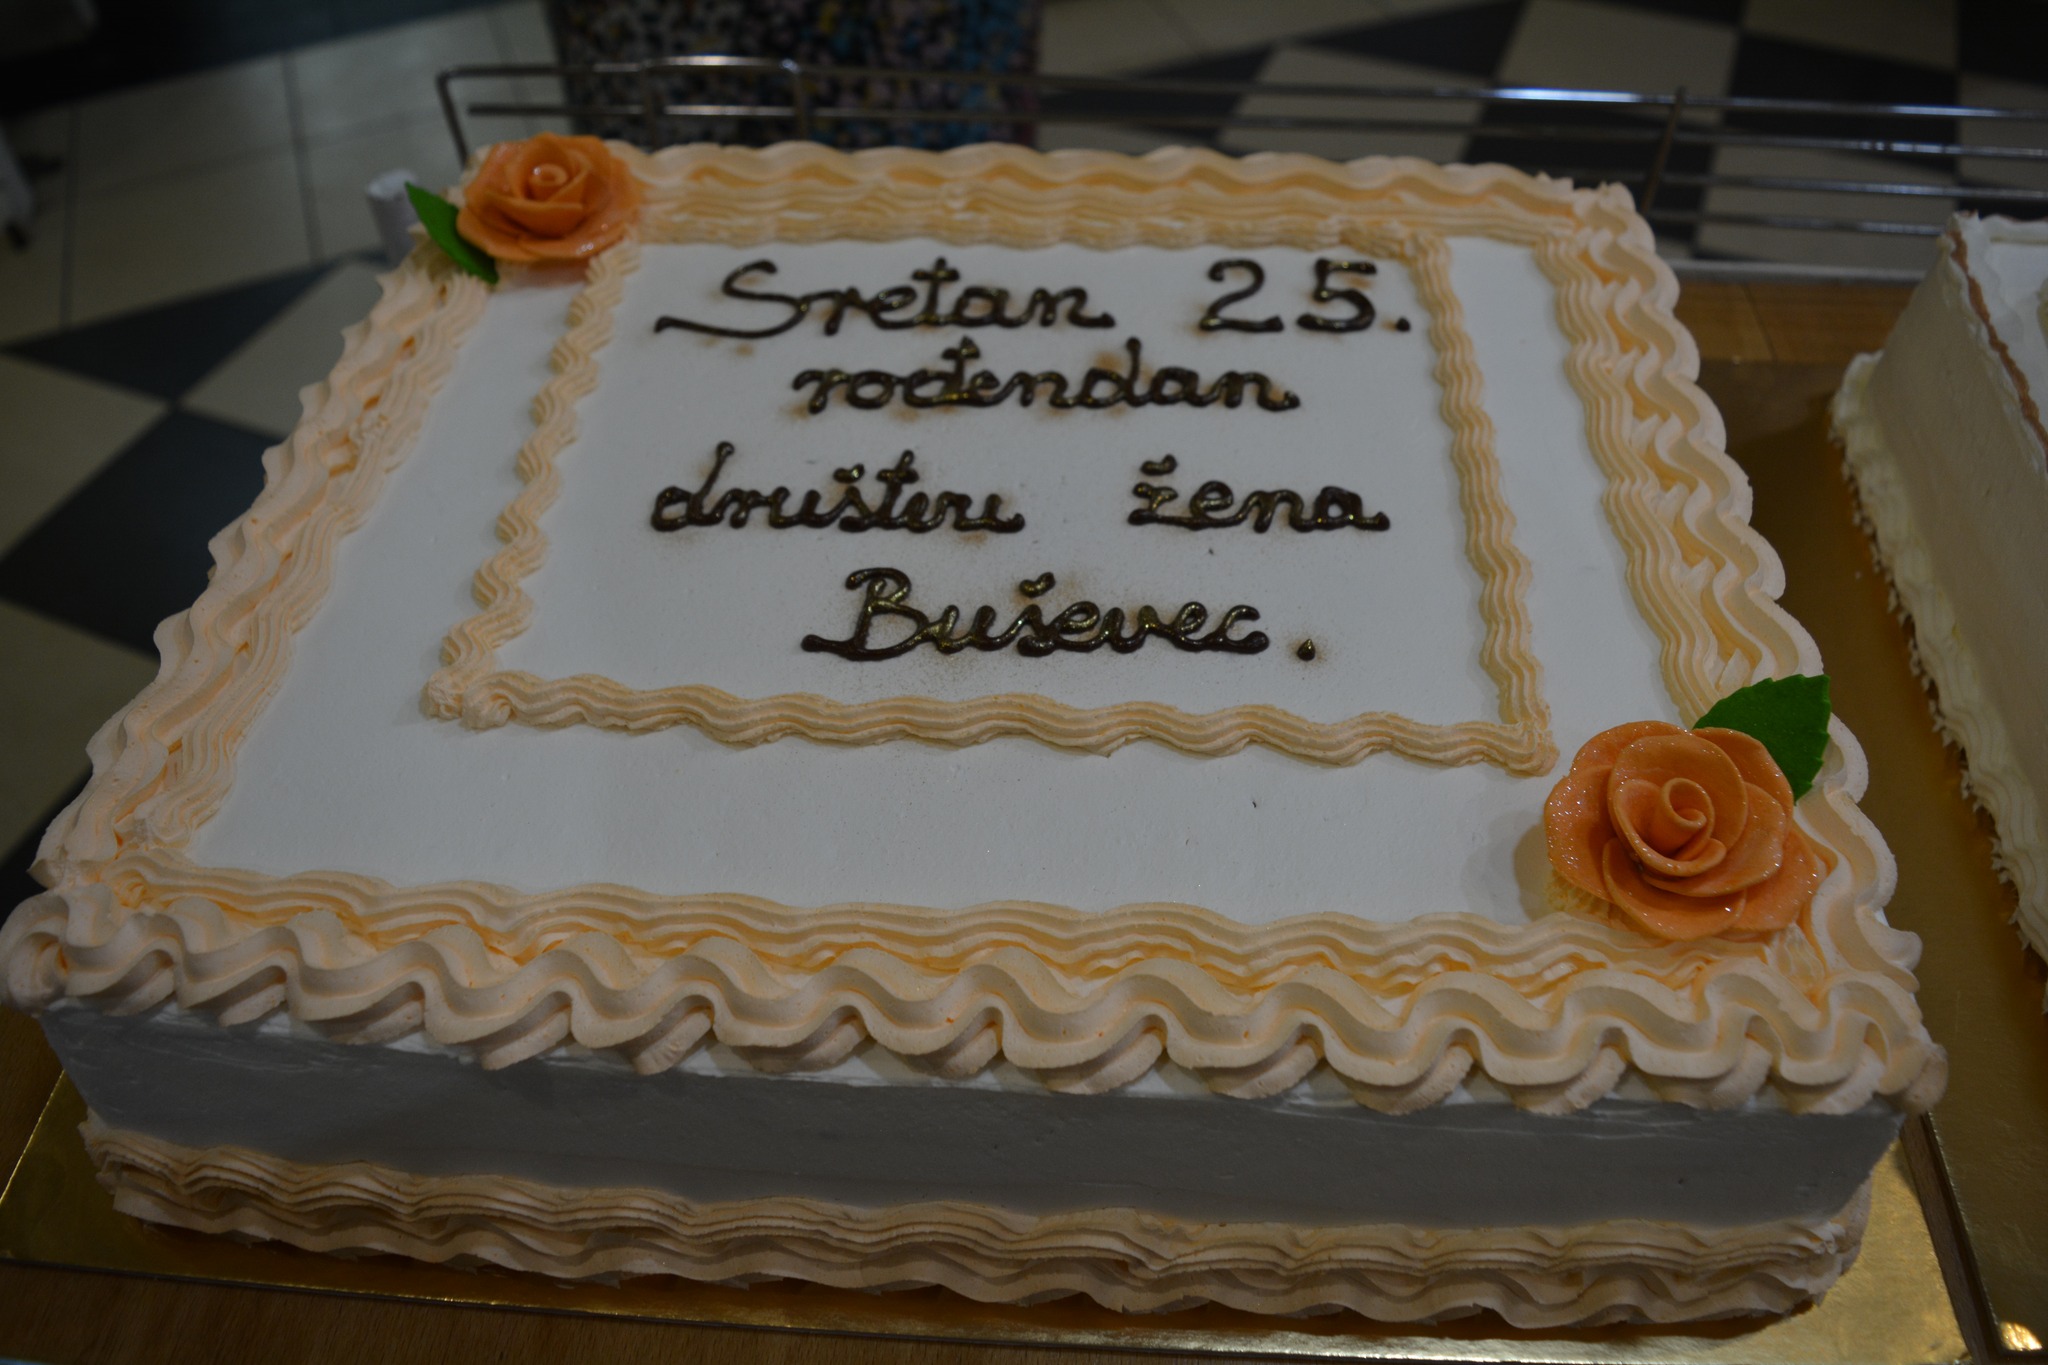 Sretan 25.
rođendan
društvu žena
Buševec.